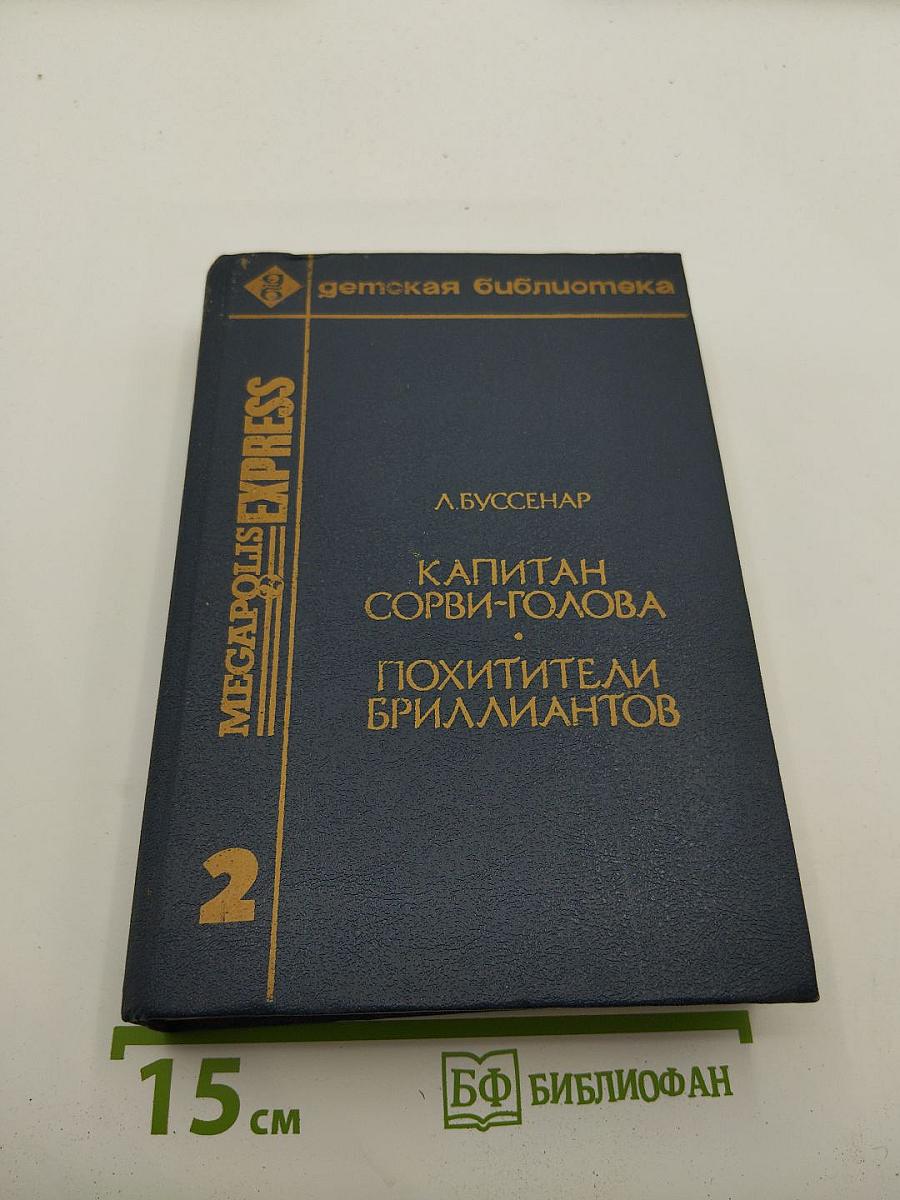 детская библиотека
MEGAPOLIS EXPRESS
Л. БУССЕНАР
КАПИТАН
СОРВИ-ГОЛОВА
•
ПОХИТИТЕЛИ
БРИЛЛИАНТОВ
2
15 см
БФ БИБЛИОФАН